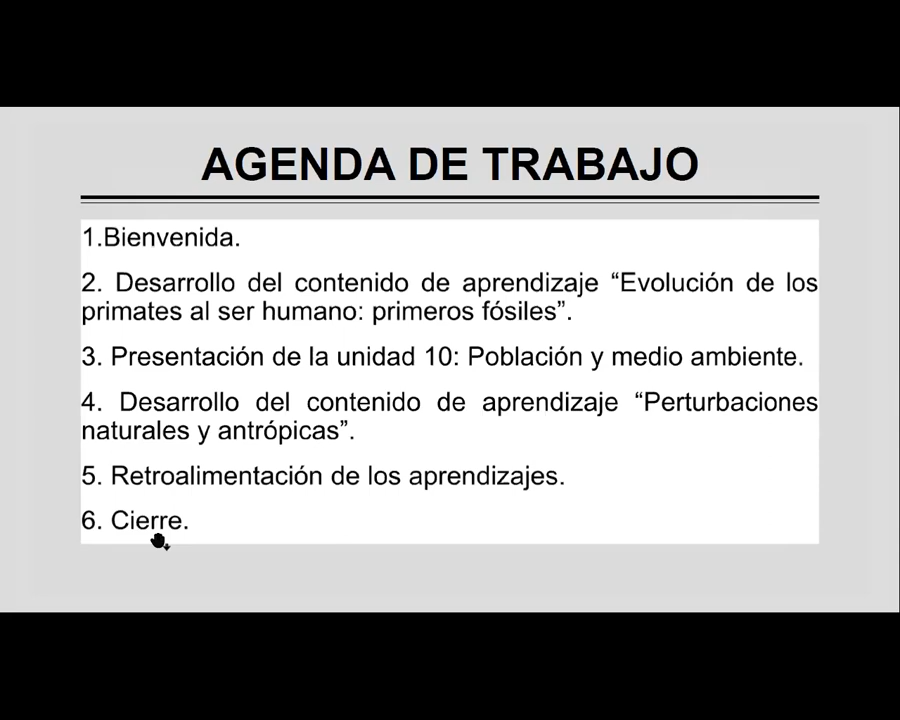 AGENDA DE TRABAJO
1.Bienvenida.
2. Desarrollo del contenido de aprendizaje “Evolución de los
primates al ser humano: primeros fósiles”.
3. Presentación de la unidad 10: Población y medio ambiente.
4. Desarrollo del contenido de aprendizaje “Perturbaciones
naturales y antrópicas”.
5. Retroalimentación de los aprendizajes.
6. Cierre.